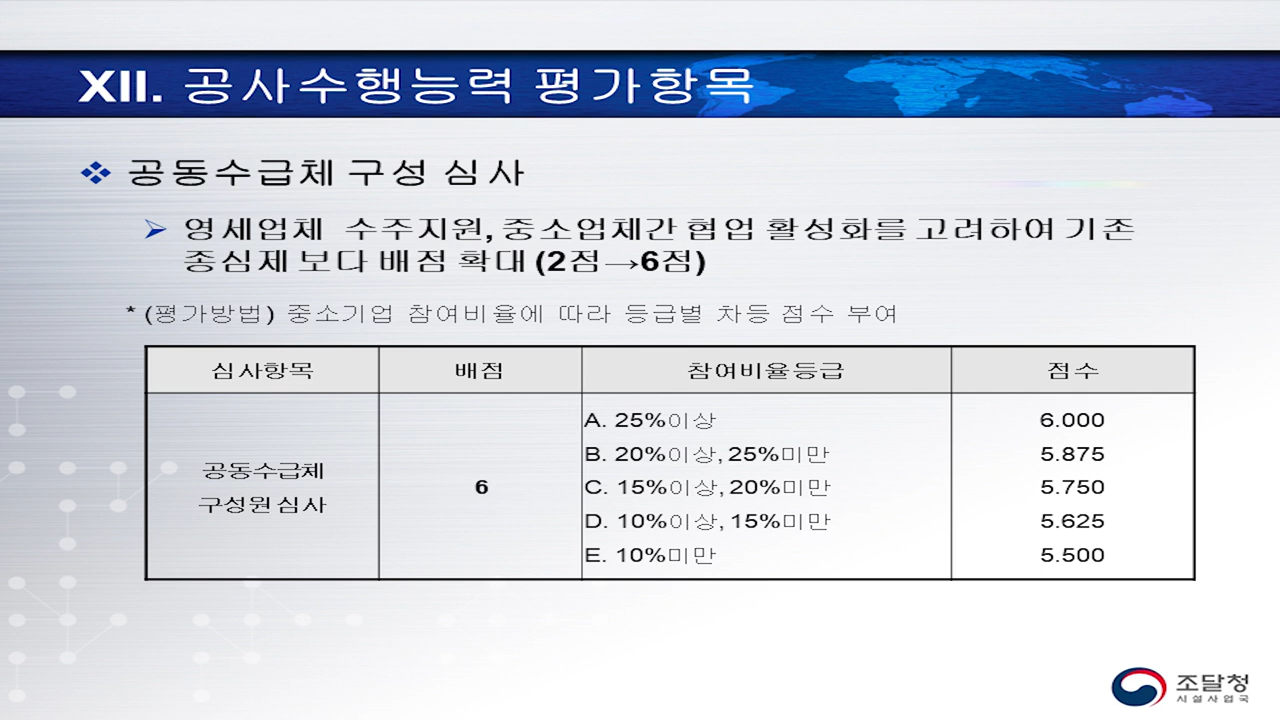 XII. 공사수행능력 평가항목
공동수급체 구성 심사
영세업체 수주지원, 중소업체간 협업 활성화를 고려하여 기존
종심제 보다 배점 확대 (2점→6점)
* (평가방법) 중소기업 참여비율에 따라 등급별 차등 점수 부여
심사항목 배점 참여비율등급 점수
공동수급체
구성원 심사
6
A. 25%이상 6.000
B. 20%이상, 25%미만 5.875
C. 15%이상, 20%미만 5.750
D. 10%이상, 15%미만 5.625
E. 10%미만 5.500
조달청
시설사업국